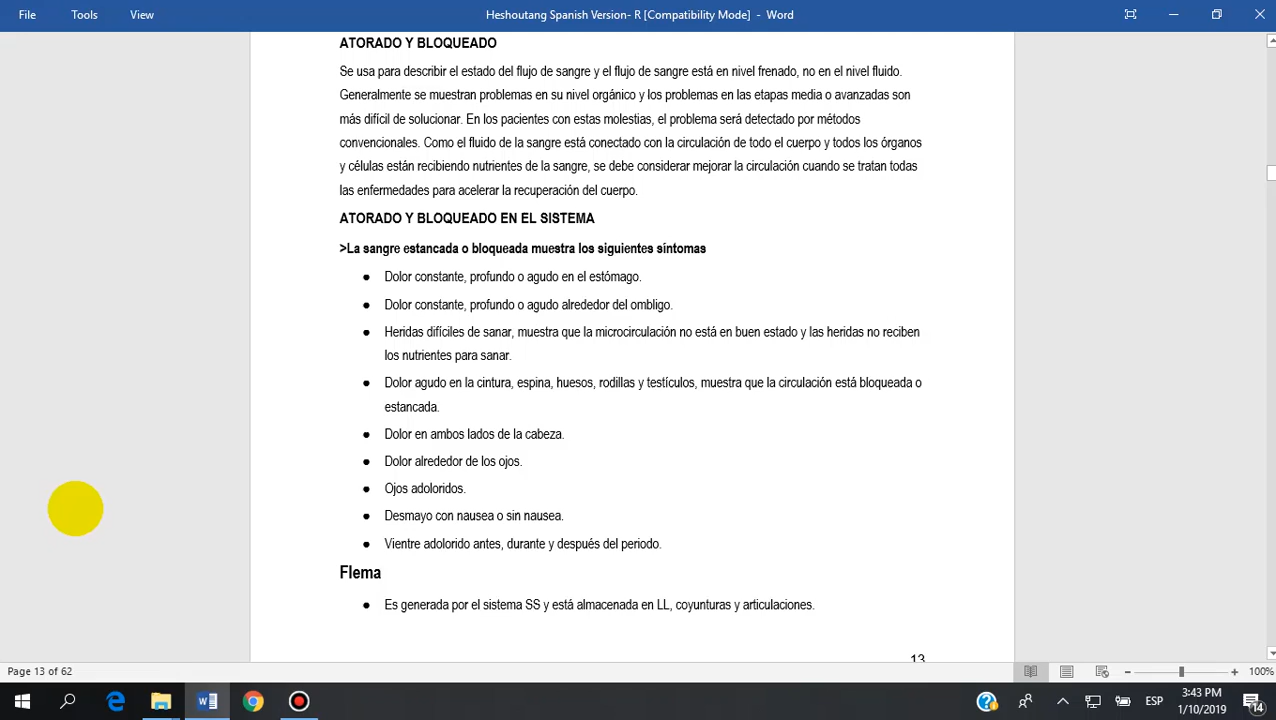 File Tools View Heshoutang Spanish Version- R [Compatibility Mode] - Word
ATORADO Y BLOQUEADO
Se usa para describir el estado del flujo de sangre y el flujo de sangre está en nivel frenado, no en el nivel fluido.
Generalmente se muestran problemas en su nivel orgánico y los problemas en las etapas media o avanzadas son
más difícil de solucionar. En los pacientes con estas molestias, el problema será detectado por métodos
convencionales. Como el fluido de la sangre está conectado con la circulación de todo el cuerpo y todos los órganos
y células están recibiendo nutrientes de la sangre, se debe considerar mejorar la circulación cuando se tratan todas
las enfermedades para acelerar la recuperación del cuerpo.
ATORADO Y BLOQUEADO EN EL SISTEMA
>La sangre estancada o bloqueada muestra los siguientes síntomas
● Dolor constante, profundo o agudo en el estómago.
● Dolor constante, profundo o agudo alrededor del ombligo.
● Heridas difíciles de sanar, muestra que la microcirculación no está en buen estado y las heridas no reciben
los nutrientes para sanar.
● Dolor agudo en la cintura, espina, huesos, rodillas y testículos, muestra que la circulación está bloqueada o
estancada.
● Dolor en ambos lados de la cabeza.
● Dolor alrededor de los ojos.
● Ojos adoloridos.
● Desmayo con nausea o sin nausea.
● Vientre adolorido antes, durante y después del periodo.
Flema
● Es generada por el sistema SS y está almacenada en LL, coyunturas y articulaciones.
13
Page 13 of 62 100%
ESP 3:43 PM
1/10/2019 14